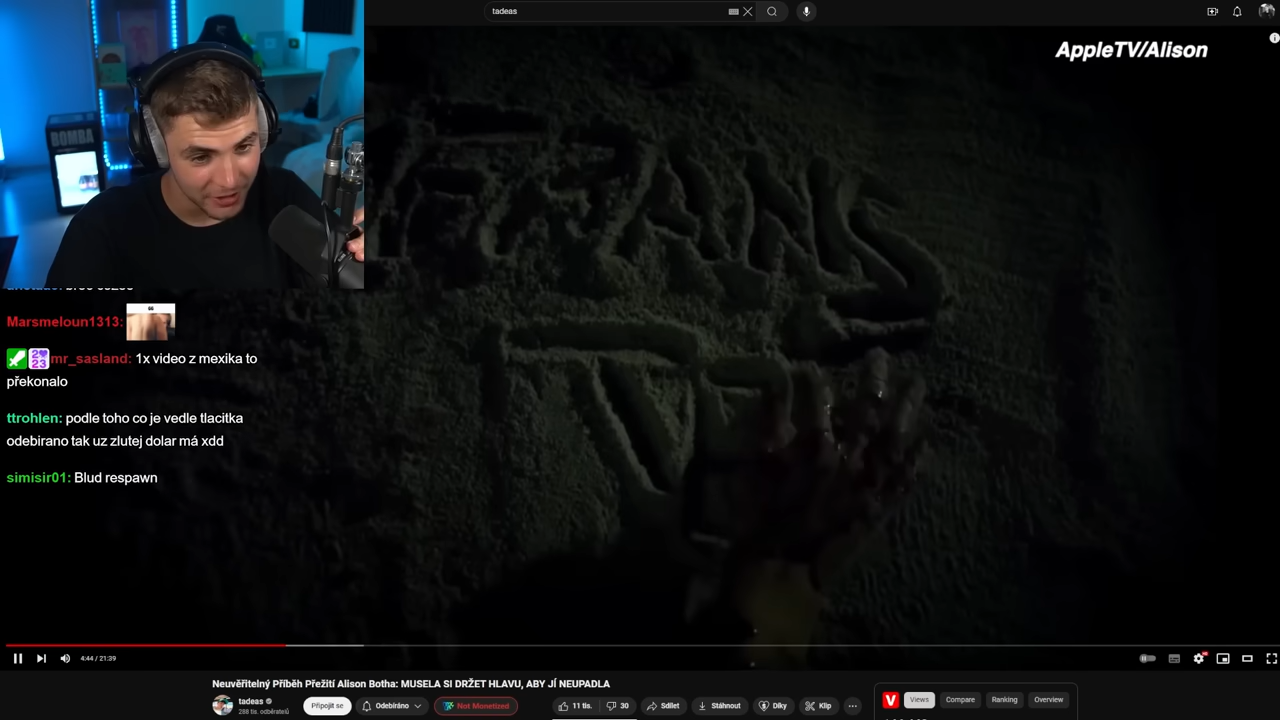 tadeas
AppleTV/Alison
BOMBA
Marsmeloun1313:
mr_sasland: 1x video z mexika to
překonalo
ttrohlen: podle toho co je vedle tlacitka
odebirano tak uz zlutej dolar má xdd
simisir01: Blud respawn
4:44 / 21:39
Neuvěřitelný Příběh Přežití Alison Botha: MUSELA SI DRŽET HLAVU, ABY JÍ NEUPADLA
tadeas
288 tis. odběratelů
Připojit se
Odebíráno
Not Monetized
11 tis.
30
Sdílet
Stáhnout
Díky
Klip
Views
Compare
Ranking
Overview